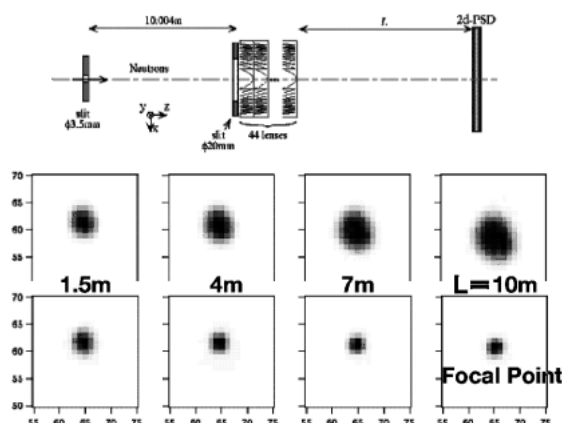 10.004m
L
2d-PSD
Neutrons
slit
φ3.5mm
y
z
x
slit
φ20mm
44 lenses
70
65
60
55
1.5m
4m
7m
L=10m
70
65
60
55
50
Focal Point
55 60 65 70 75
55 60 65 70 75
55 60 65 70 75
55 60 65 70 75